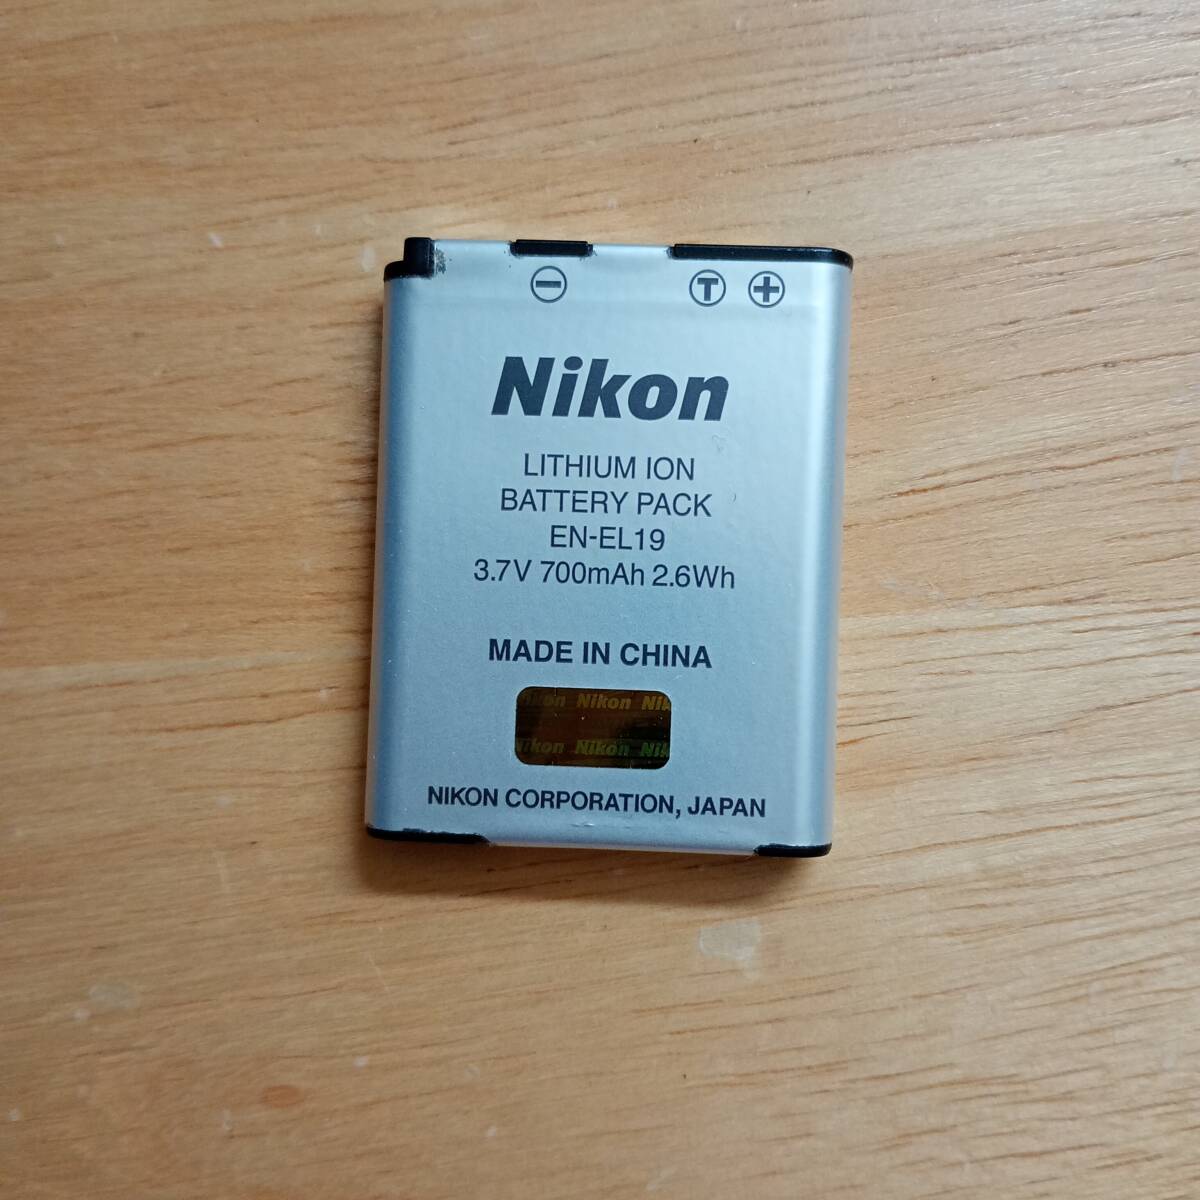 − T +
Nikon
LITHIUM ION
BATTERY PACK
EN-EL19
3.7V 700mAh 2.6Wh
MADE IN CHINA
Nikon
Nikon
NIKON CORPORATION, JAPAN